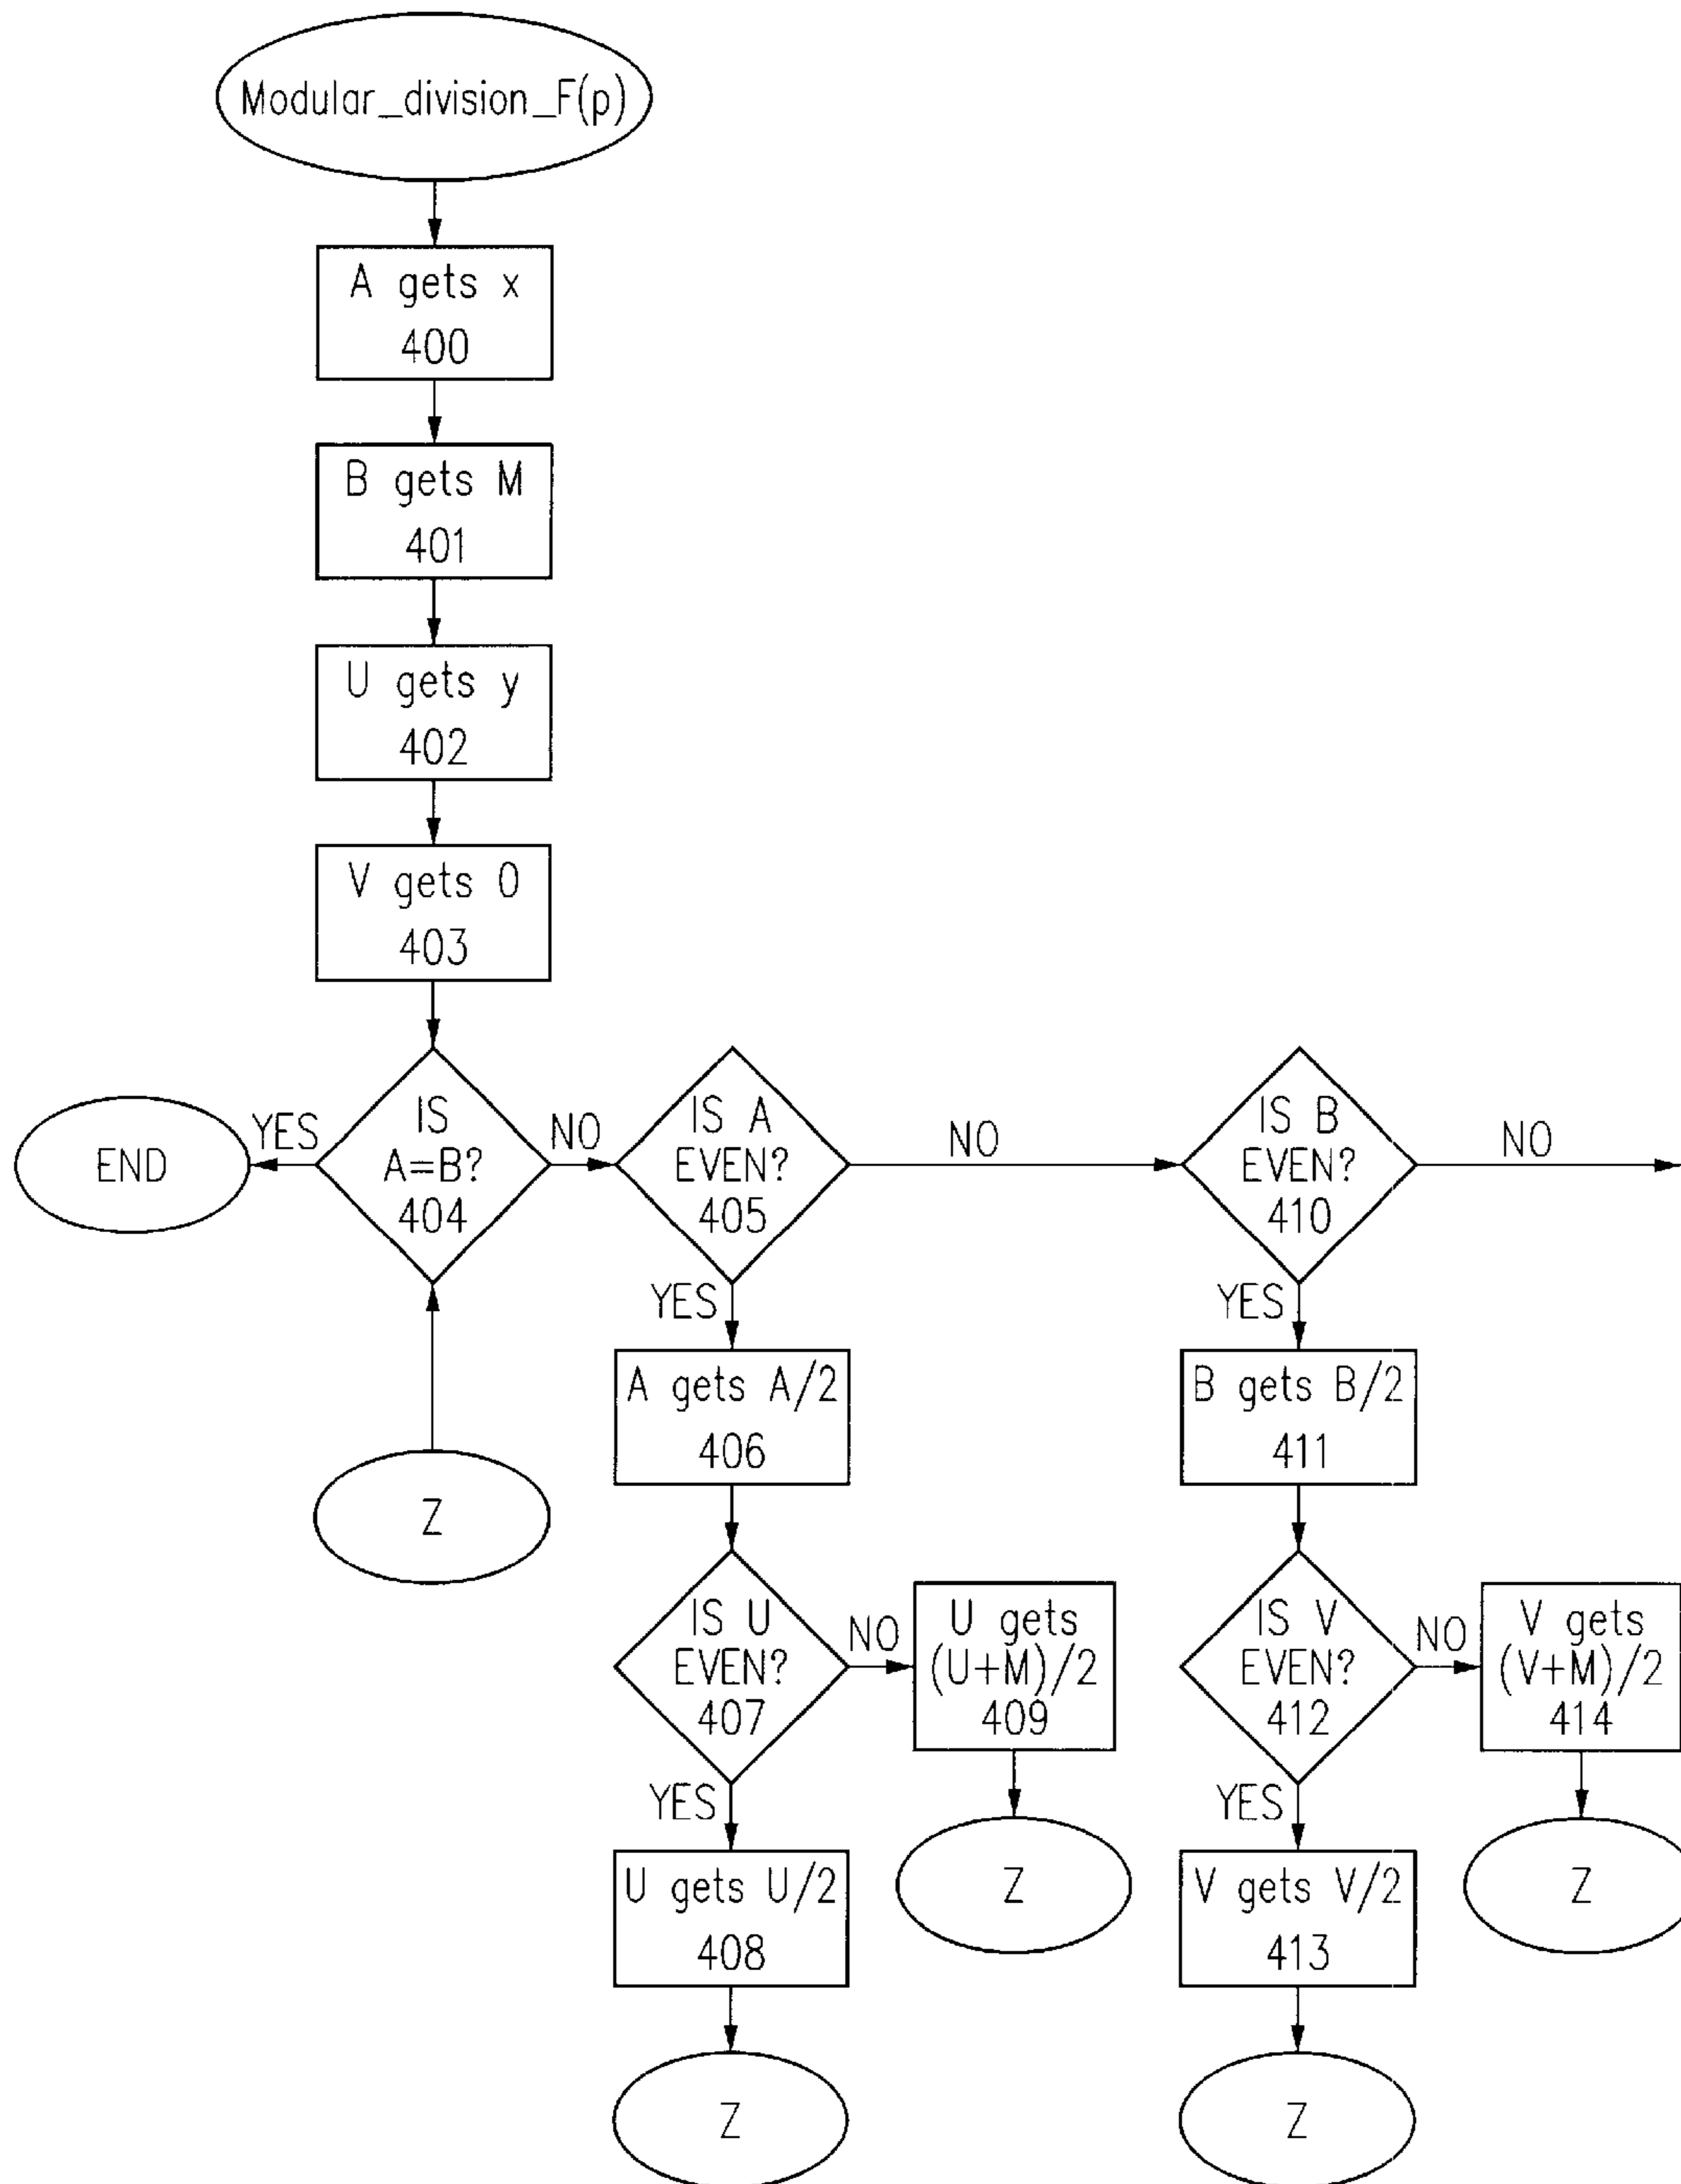 Modular_division_F(p)
A gets x
400
B gets M
401
U gets y
402
V gets 0
403
END
YES
IS
A=B?
404
NO
IS A
EVEN?
405
NO
IS B
EVEN?
410
NO
Z
YES
A gets A/2
406
IS U
EVEN?
407
NO
U gets
(U+M)/2
409
Z
YES
U gets U/2
408
Z
YES
B gets B/2
411
IS V
EVEN?
412
NO
V gets
(V+M)/2
414
Z
YES
V gets V/2
413
Z